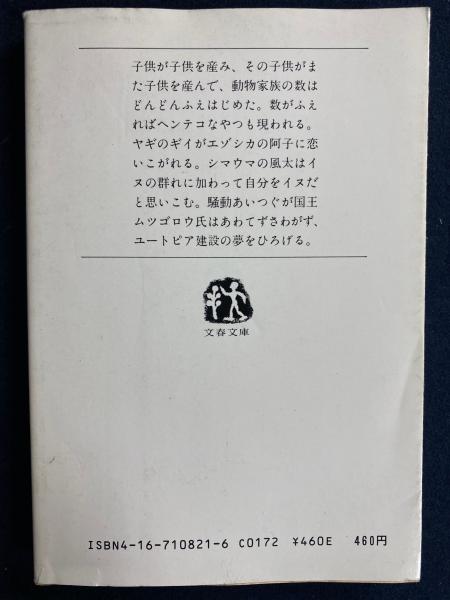 子供が子供を産み、その子供がま
た子供を産んで、動物家族の数は
どんどんふえはじめた。数がふえ
ればヘンテコなやつも現われる。
ヤギのギイがエゾシカの阿子に恋
いこがれる。シマウマの風太はイ
ヌの群れに加わって自分をイヌだ
と思いこむ。騒動あいつぐが国王
ムツゴロウ氏はあわてずさわがず、
ユートピア建設の夢をひろげる。
文春文庫
ISBN4-16-710821-6 C0172 ¥460E 460円